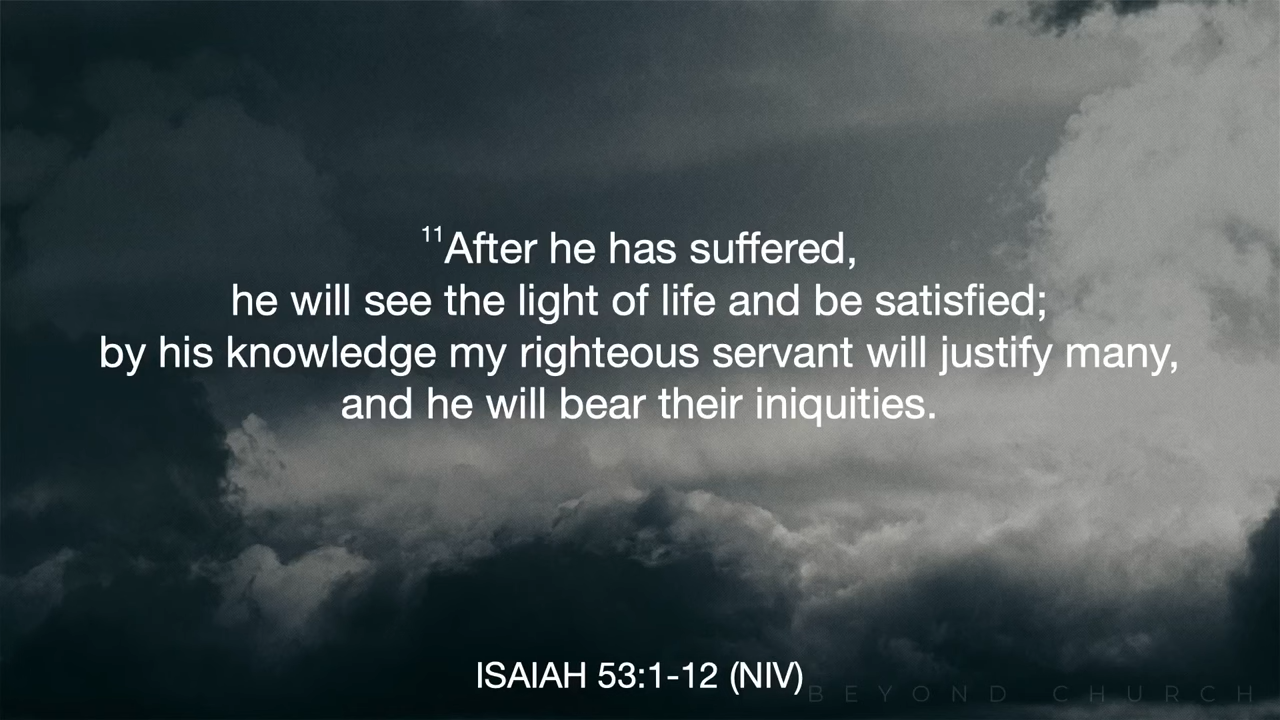 11After he has suffered,
he will see the light of life and be satisfied;
by his knowledge my righteous servant will justify many,
and he will bear their iniquities.
ISAIAH 53:1-12 (NIV)
BEYOND CHURCH